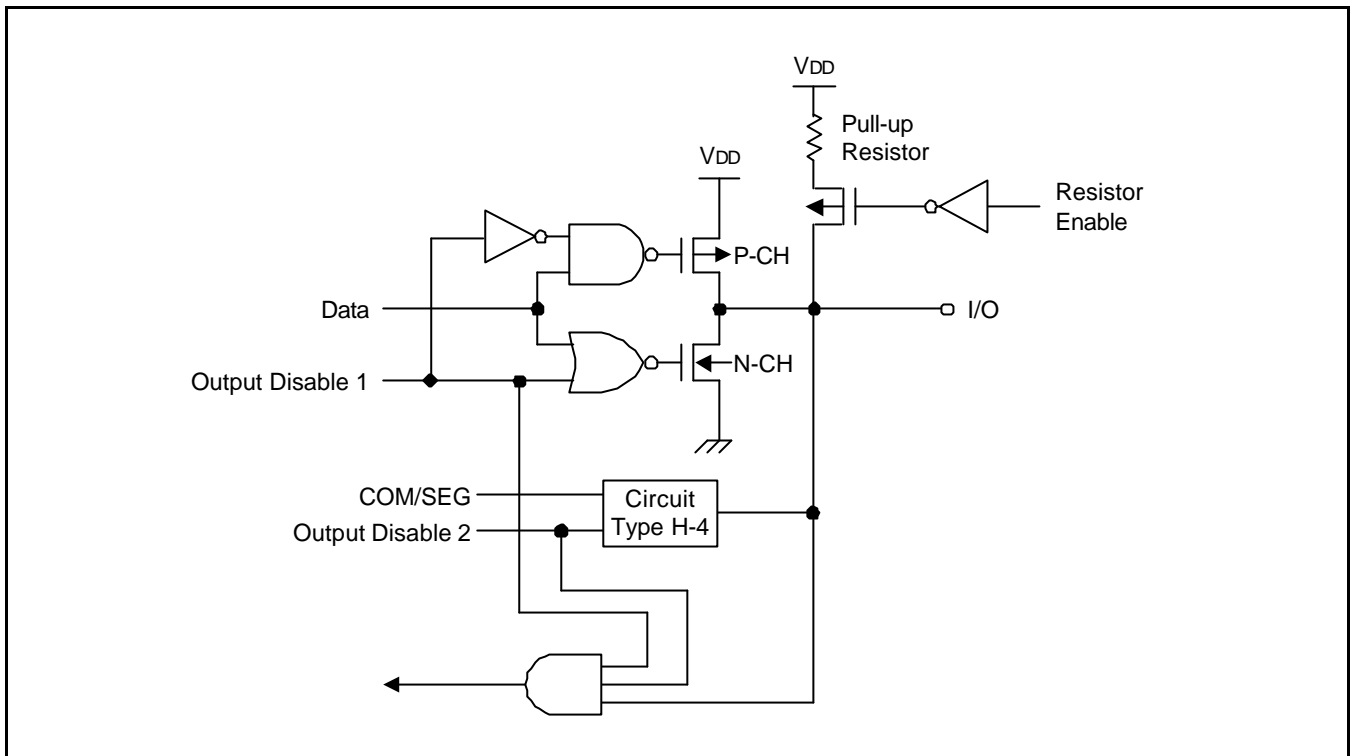 VDD
Pull-up
Resistor
VDD
Resistor
Enable
P-CH
Data
I/O
N-CH
Output Disable 1
COM/SEG
Circuit
Type H-4
Output Disable 2